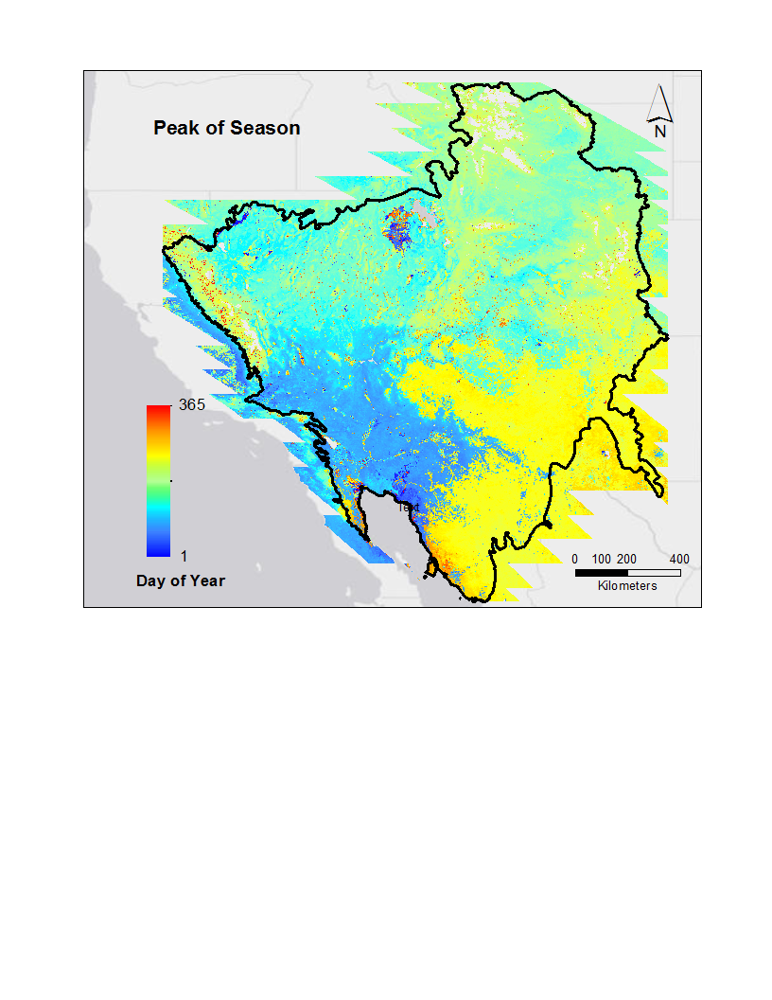 Peak of Season
N
365
1
Day of Year
Text
0 100 200 400
Kilometers